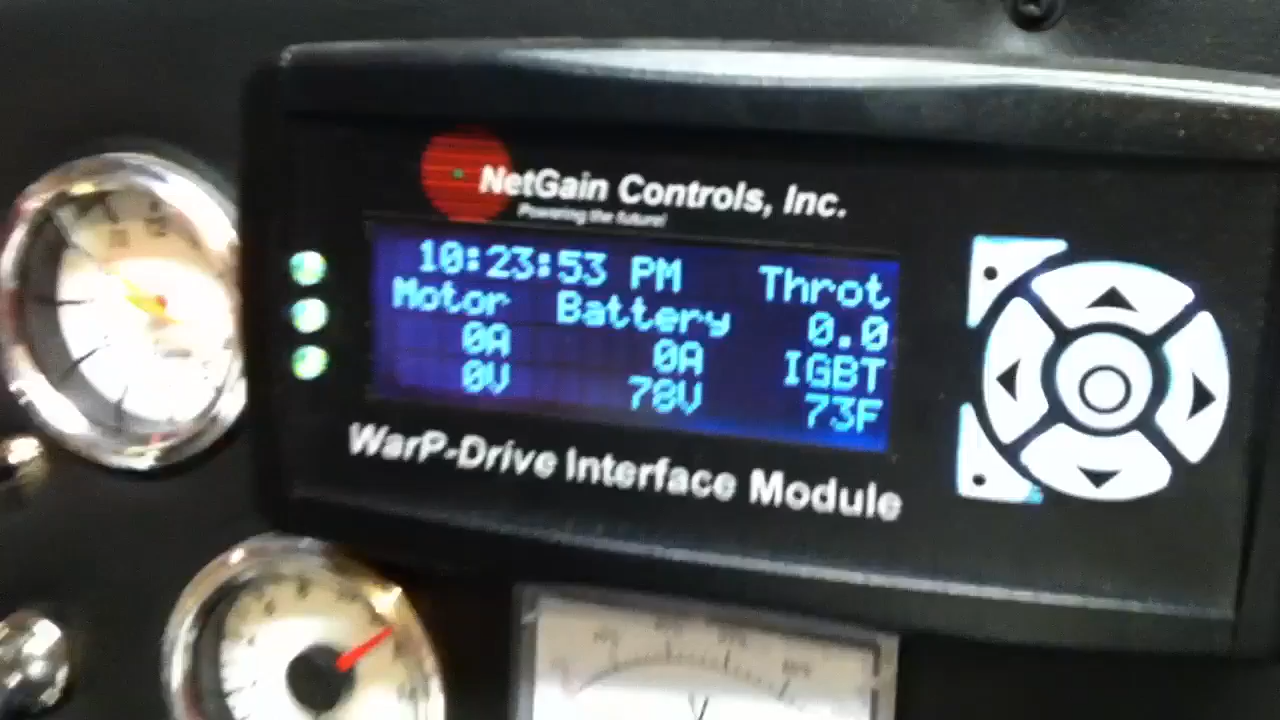 NetGain Controls, Inc.
Powering the future!
10:23:53 PM Throt
Motor Battery 0.0
0A 0A IGBT
0V 78V 73F
WarP-Drive Interface Module
V